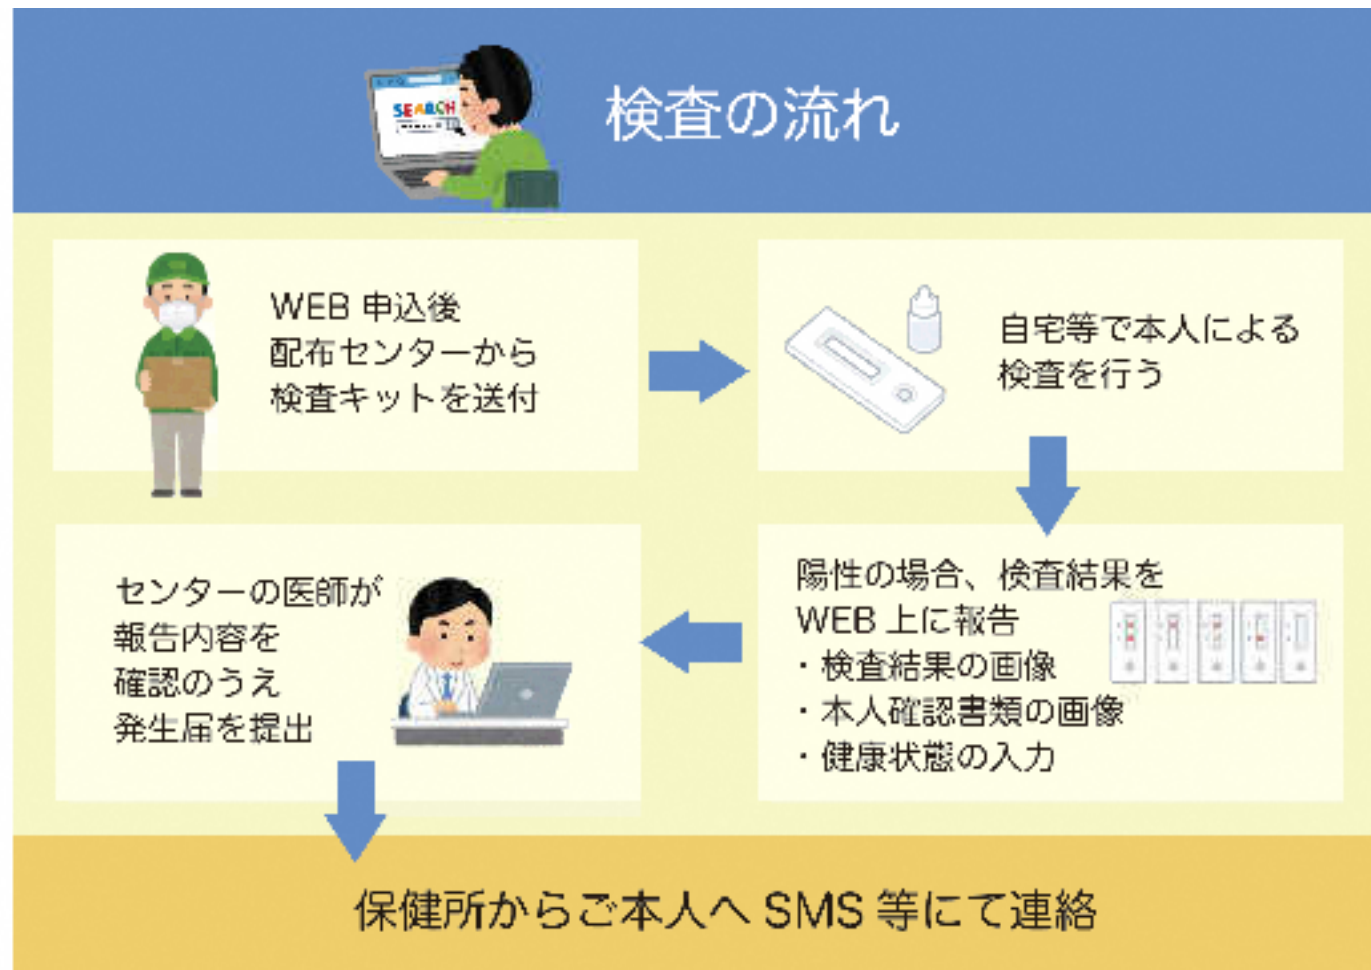 SEARCH
検査の流れ
WEB 申込後
配布センターから
検査キットを送付
自宅等で本人による
検査を行う
陽性の場合、検査結果を
WEB 上に報告
・検査結果の画像
・本人確認書類の画像
・健康状態の入力
センターの医師が
報告内容を
確認のうえ
発生届を提出
保健所からご本人へ SMS 等にて連絡